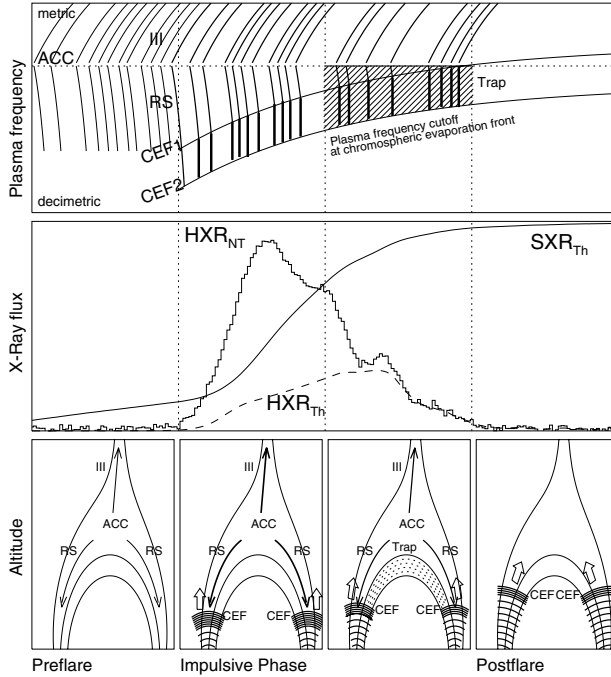 metric
III
ACC
RS
Trap
CEF1
CEF2
Plasma frequency cutoff
at chromospheric evaporation front
decimetric
Plasma frequency
HXR_NT
SXR_Th
HXR_Th
X-Ray flux
III
ACC
RS
RS
III
ACC
RS
RS
CEF
CEF
III
ACC
RS
Trap
RS
CEF
CEF
CEF
CEF
Altitude
Preflare
Impulsive Phase
Postflare